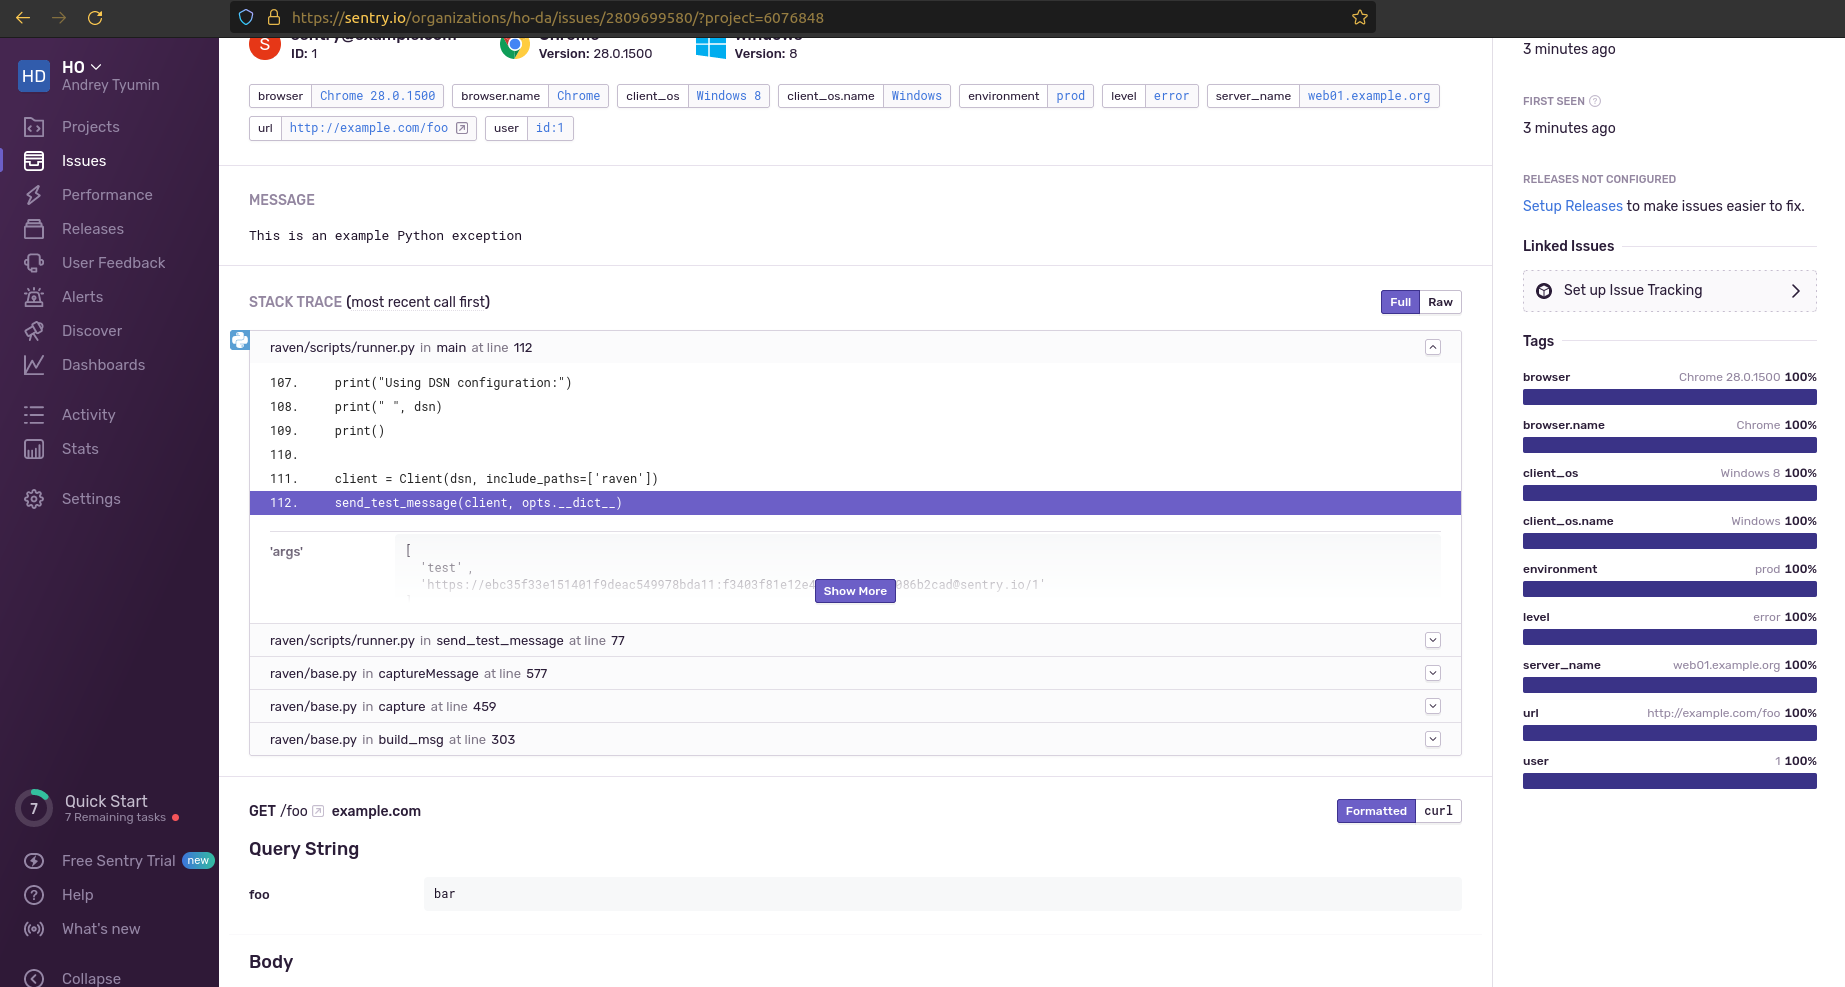 https://sentry.io/organizations/ho-da/issues/2809699580/?project=6076848
HD
HO
Andrey Tyumin
Projects
Issues
Performance
Releases
User Feedback
Alerts
Discover
Dashboards
Activity
Stats
Settings
7
Quick Start
7 Remaining tasks
Free Sentry Trial new
Help
What's new
Collapse
S
sentry@example.com
ID: 1
Chrome
Version: 28.0.1500
Windows
Version: 8
browser Chrome 28.0.1500 browser.name Chrome client_os Windows 8 client_os.name Windows environment prod level error server_name web01.example.org
url http://example.com/foo user id:1
MESSAGE
This is an example Python exception
STACK TRACE (most recent call first)
Full Raw
raven/scripts/runner.py in main at line 112
107. print("Using DSN configuration:")
108. print(" ", dsn)
109. print()
110.
111. client = Client(dsn, include_paths=['raven'])
112. send_test_message(client, opts.__dict__)
'args'
[
'test',
'https://ebc35f33e151401f9deac549978bda11:f3403f81e12e4 086b2cad@sentry.io/1'
Show More
raven/scripts/runner.py in send_test_message at line 77
raven/base.py in captureMessage at line 577
raven/base.py in capture at line 459
raven/base.py in build_msg at line 303
GET /foo example.com
Formatted curl
Query String
foo bar
Body
3 minutes ago
FIRST SEEN ?
3 minutes ago
RELEASES NOT CONFIGURED
Setup Releases to make issues easier to fix.
Linked Issues
Set up Issue Tracking
Tags
browser Chrome 28.0.1500 100%
browser.name Chrome 100%
client_os Windows 8 100%
client_os.name Windows 100%
environment prod 100%
level error 100%
server_name web01.example.org 100%
url http://example.com/foo 100%
user 1 100%